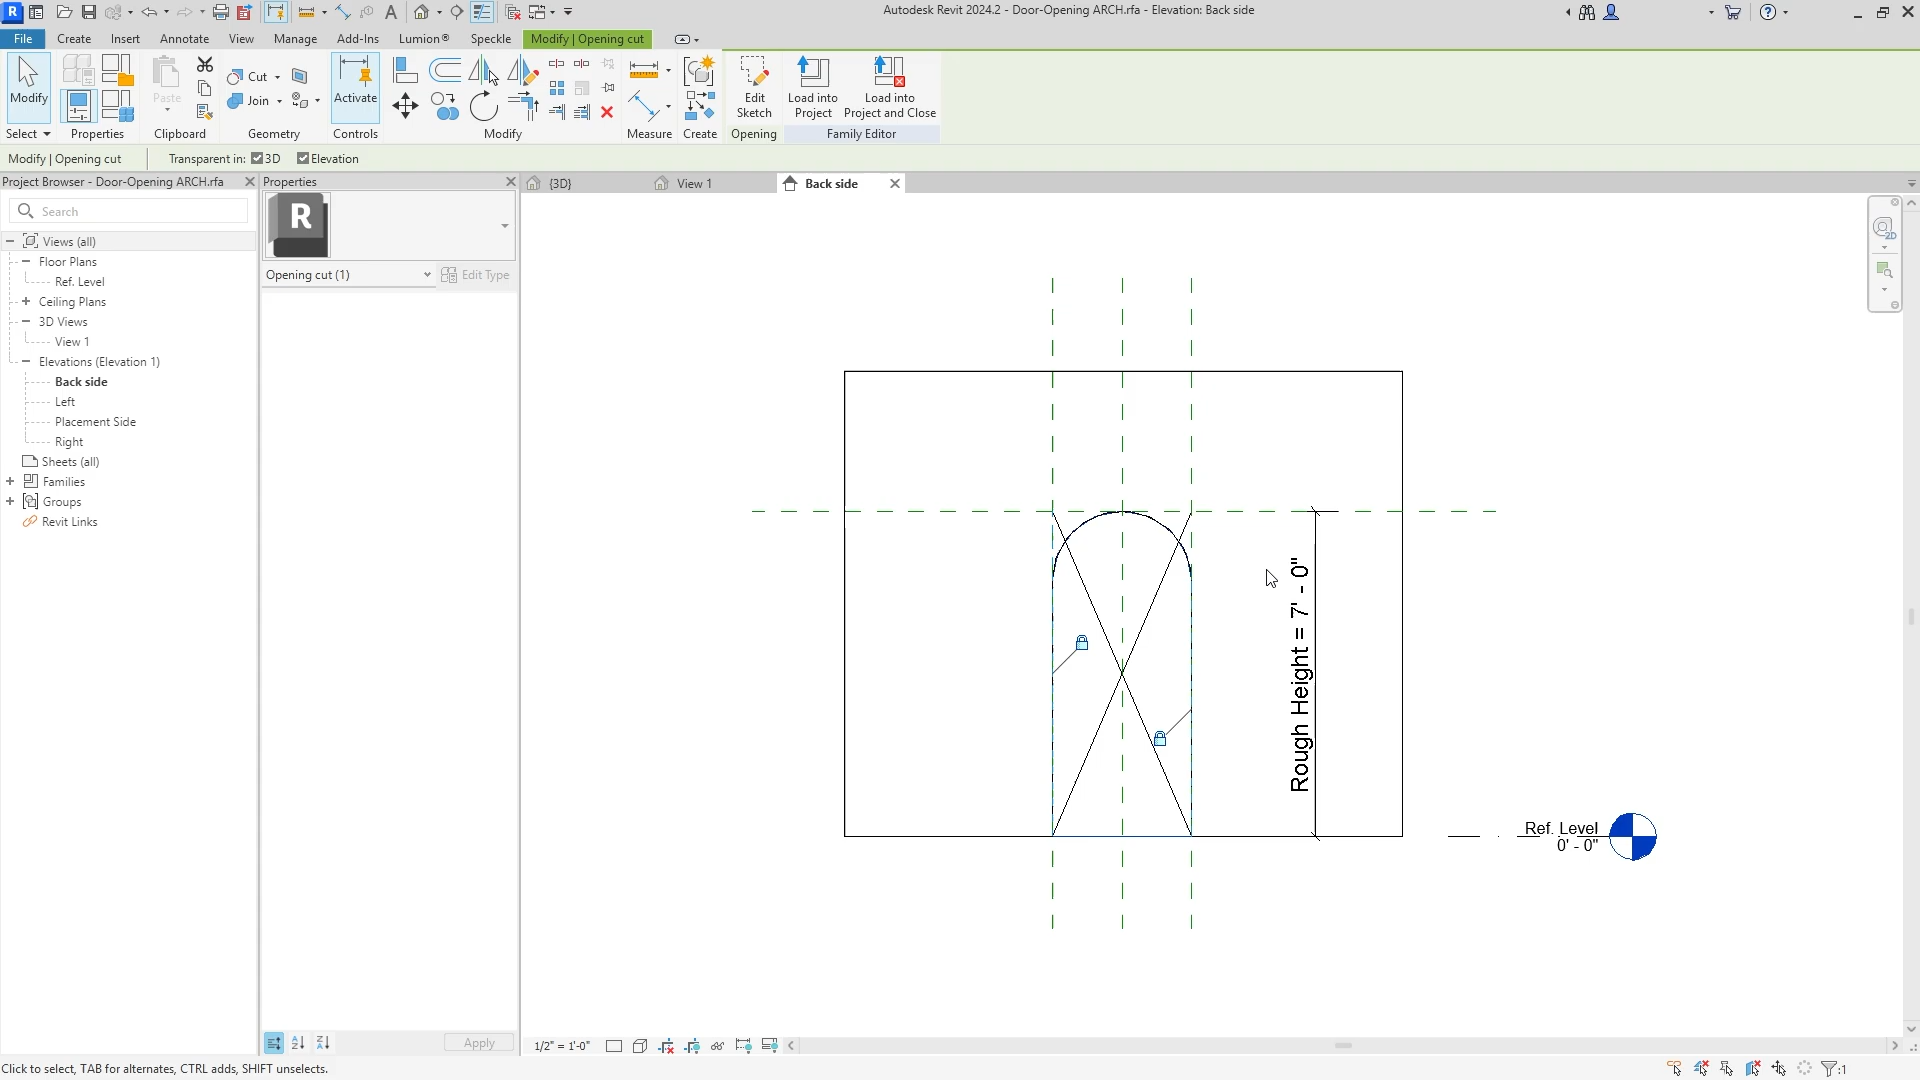 Autodesk Revit 2024.2 - Door-Opening ARCH.rfa - Elevation: Back side
File Create Insert Annotate View Manage Add-Ins Lumion® Speckle Modify | Opening cut
Modify
Paste
Cut
Join
Activate
Edit Sketch
Load into Project
Load into Project and Close
Select Properties Clipboard Geometry Controls Modify Measure Create Opening Family Editor
Modify | Opening cut Transparent in: 3D Elevation
Project Browser - Door-Opening ARCH.rfa
Search
Views (all)
Floor Plans
Ref. Level
Ceiling Plans
3D Views
View 1
Elevations (Elevation 1)
Back side
Left
Placement Side
Right
Sheets (all)
Families
Groups
Revit Links
Properties
R
Opening cut (1) Edit Type
Apply
{3D} View 1 Back side
2D
Rough Height = 7' - 0"
Ref. Level
0' - 0"
1/2" = 1'-0"
Click to select, TAB for alternates, CTRL adds, SHIFT unselects.
:1